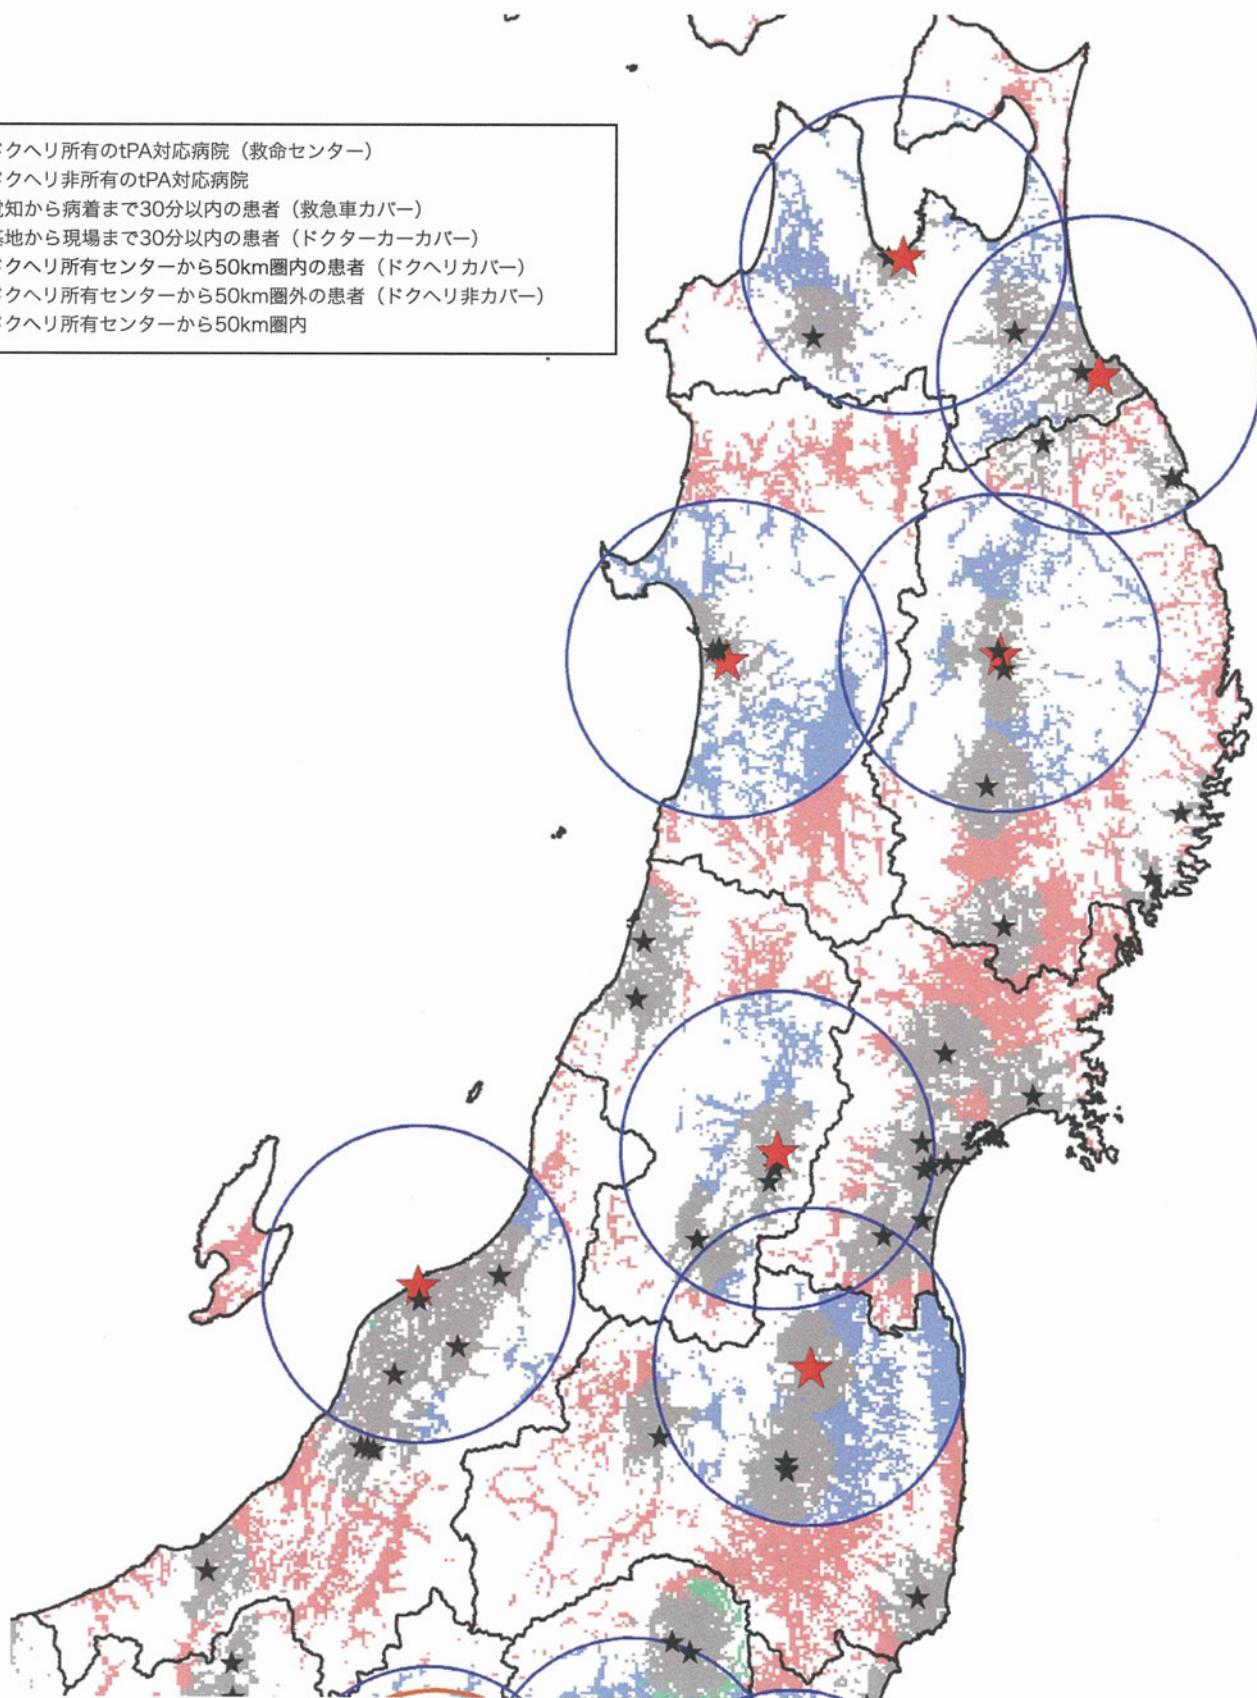 クヘリ所有のtPA対応病院（救命センター）
クヘリ非所有のtPA対応病院
知から病着まで30分以内の患者（救急車カバー）
地から現場まで30分以内の患者（ドクターカーカバー）
クヘリ所有センターから50km圏内の患者（ドクヘリカバー）
クヘリ所有センターから50km圏外の患者（ドクヘリ非カバー）
クヘリ所有センターから50km圏内